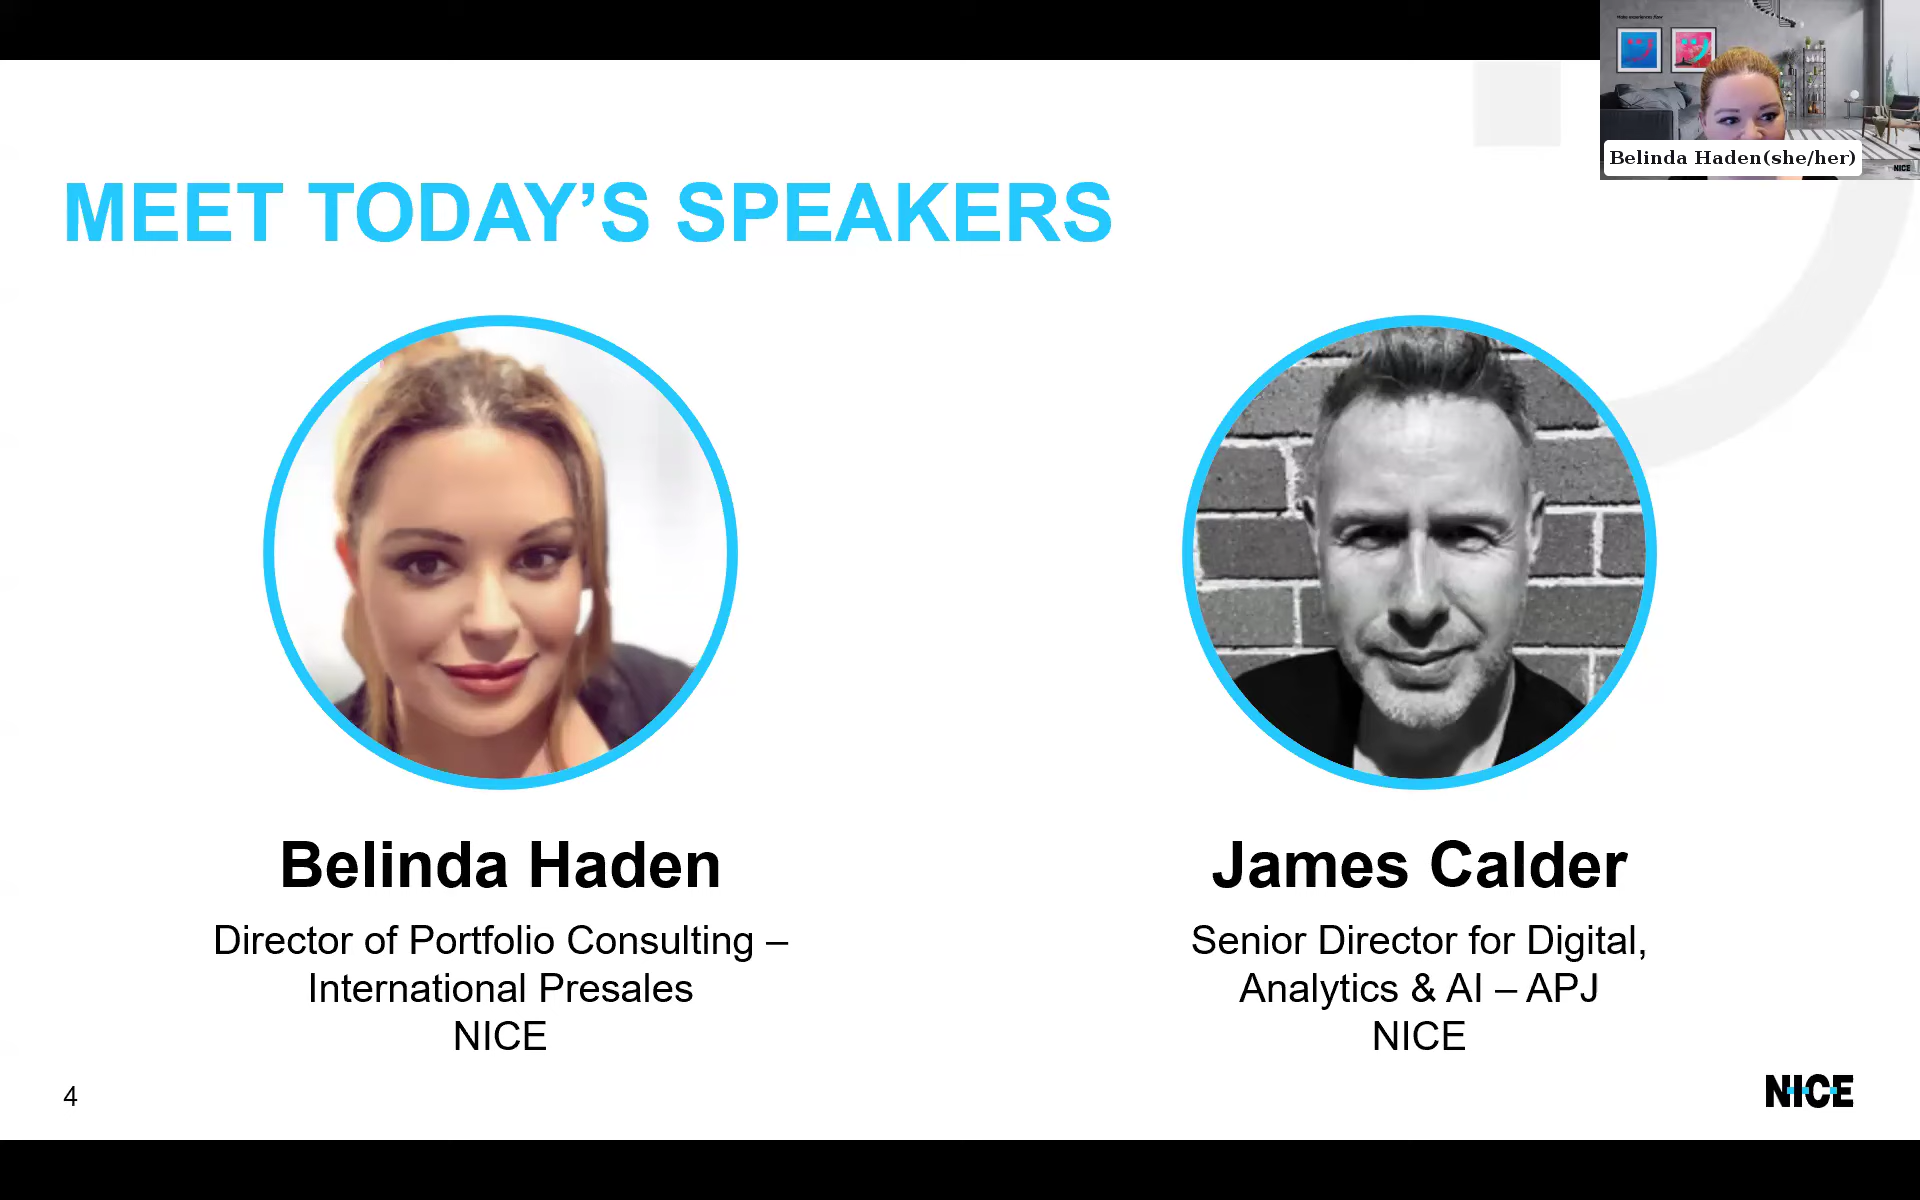 Belinda Haden(she/her)
NICE
MEET TODAY’S SPEAKERS
Belinda Haden
Director of Portfolio Consulting –
International Presales
NICE
James Calder
Senior Director for Digital,
Analytics & AI – APJ
NICE
4
NICE